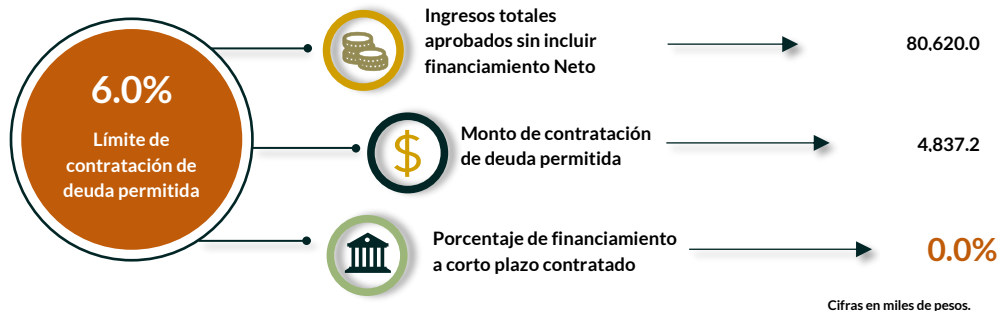 6.0%
Límite de
contratación de
deuda permitida
Ingresos totales
aprobados sin incluir
financiamiento Neto
80,620.0
$
Monto de contratación
de deuda permitida
4,837.2
Porcentaje de financiamiento
a corto plazo contratado
0.0%
Cifras en miles de pesos.